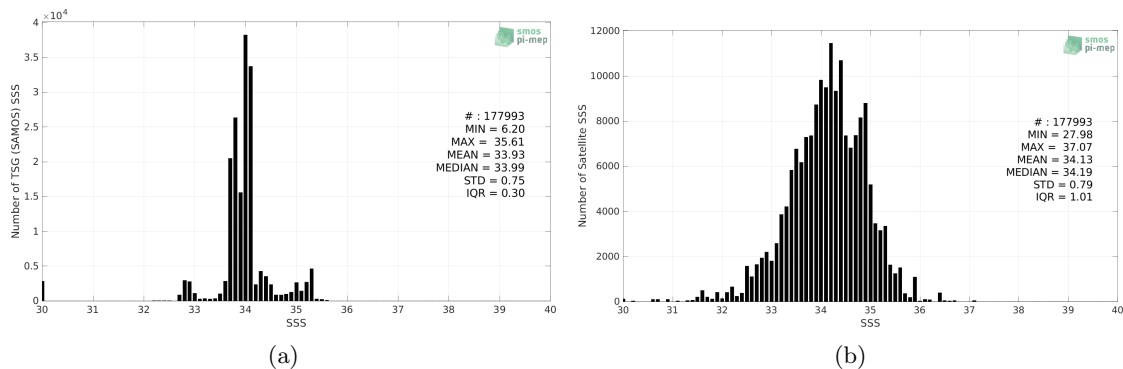 ×10⁴
4
3.5
3
2.5
2
1.5
1
0.5
0
Number of TSG (SAMOS) SSS
smos
pi-mep
# : 177993
MIN = 6.20
MAX = 35.61
MEAN = 33.93
MEDIAN = 33.99
STD = 0.75
IQR = 0.30
30 31 32 33 34 35 36 37 38 39 40
SSS
(a)
12000
10000
8000
6000
4000
2000
0
Number of Satellite SSS
smos
pi-mep
# : 177993
MIN = 27.98
MAX = 37.07
MEAN = 34.13
MEDIAN = 34.19
STD = 0.79
IQR = 1.01
30 31 32 33 34 35 36 37 38 39 40
SSS
(b)